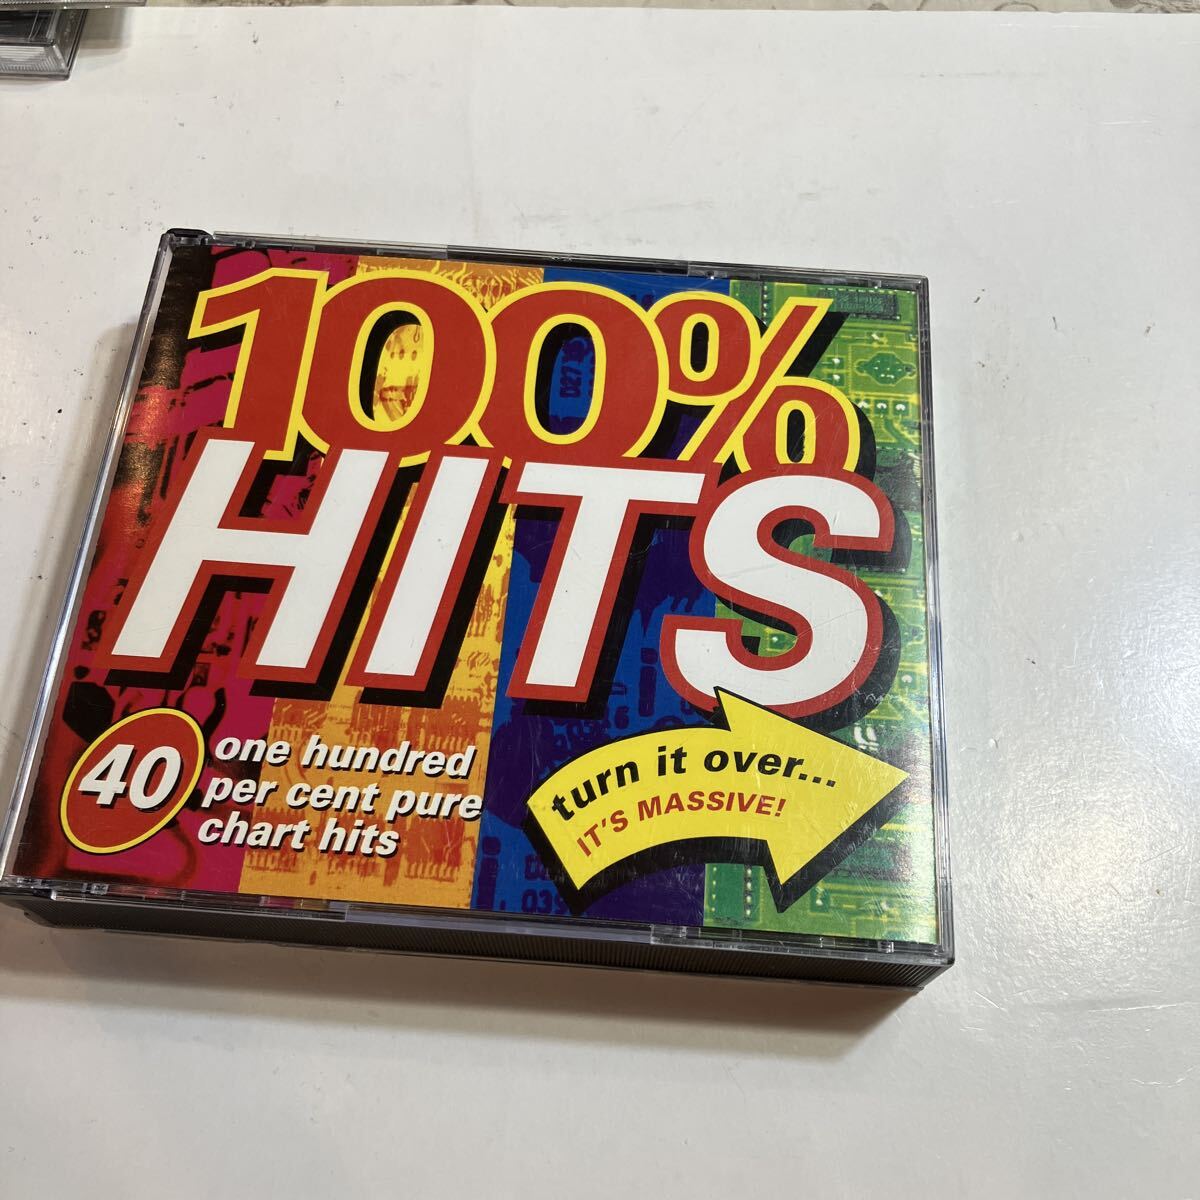 100%
HITS
40
one hundred
per cent pure
chart hits
turn it over...
IT'S MASSIVE!